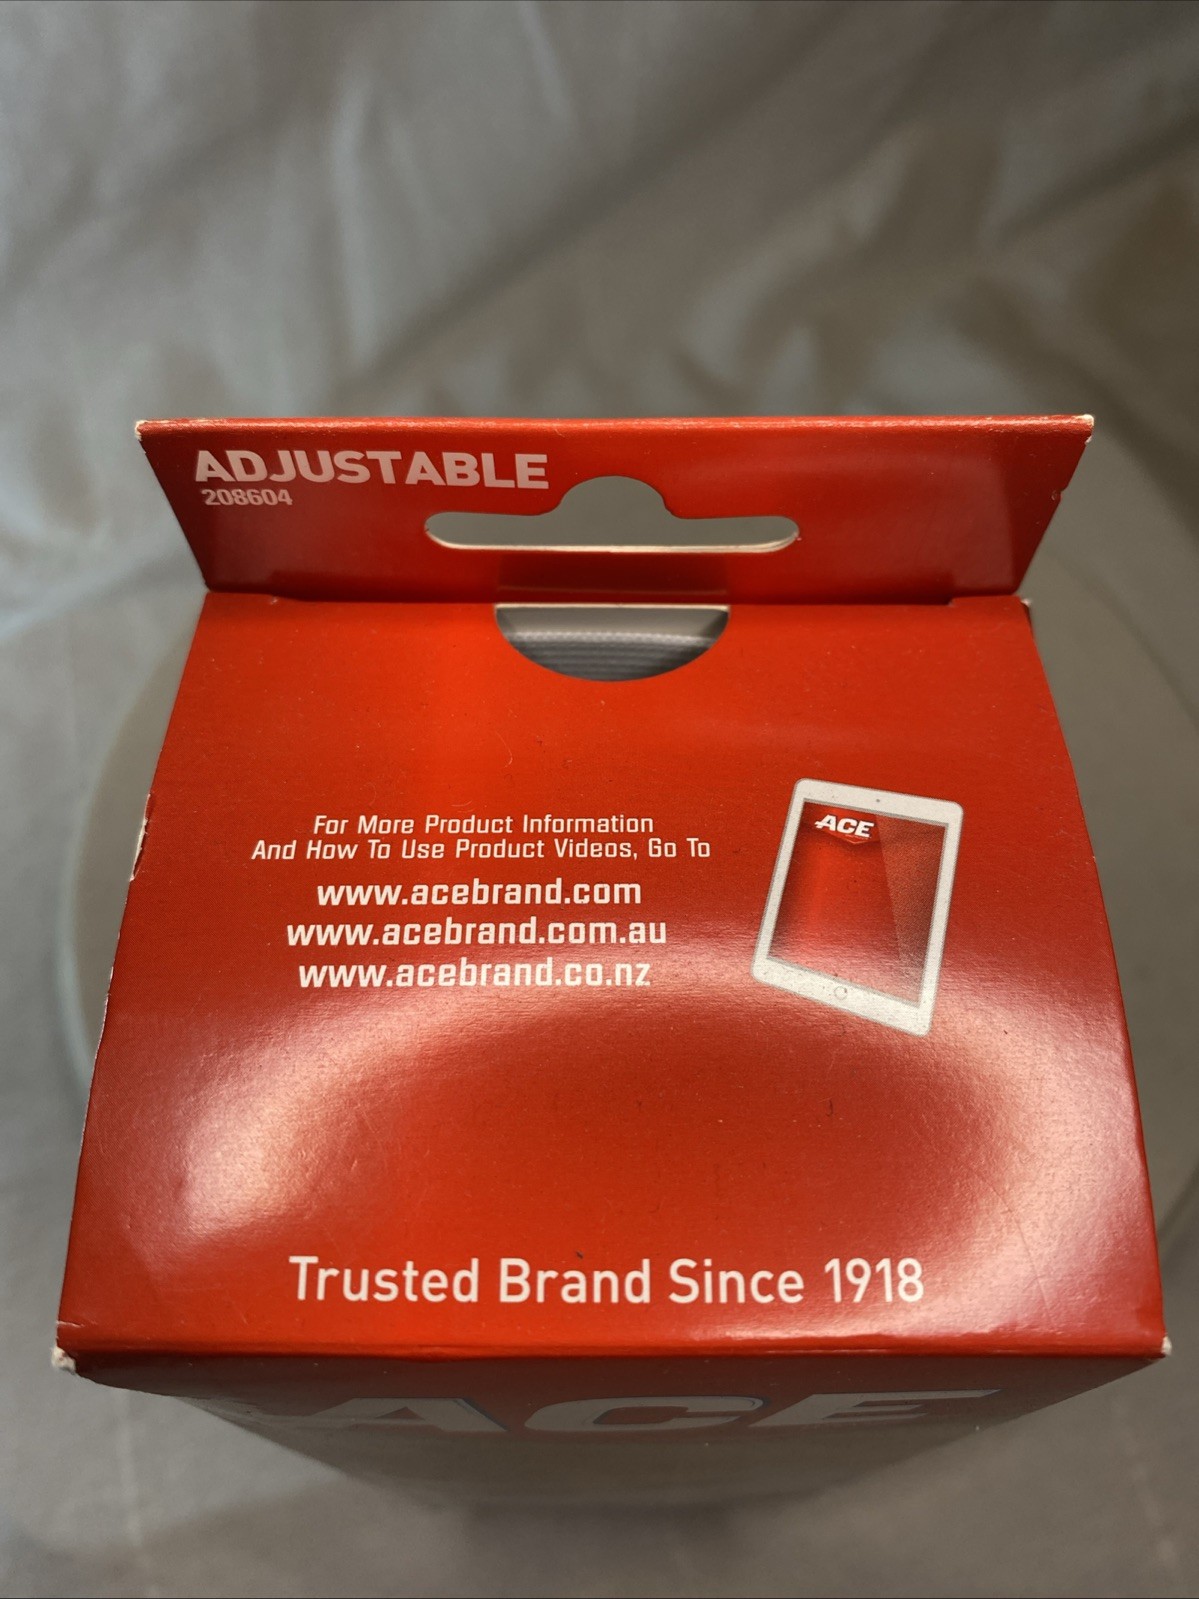 ADJUSTABLE
208604
For More Product Information
And How To Use Product Videos, Go To
www.acebrand.com
www.acebrand.com.au
www.acebrand.co.nz
ACE
Trusted Brand Since 1918
ACE